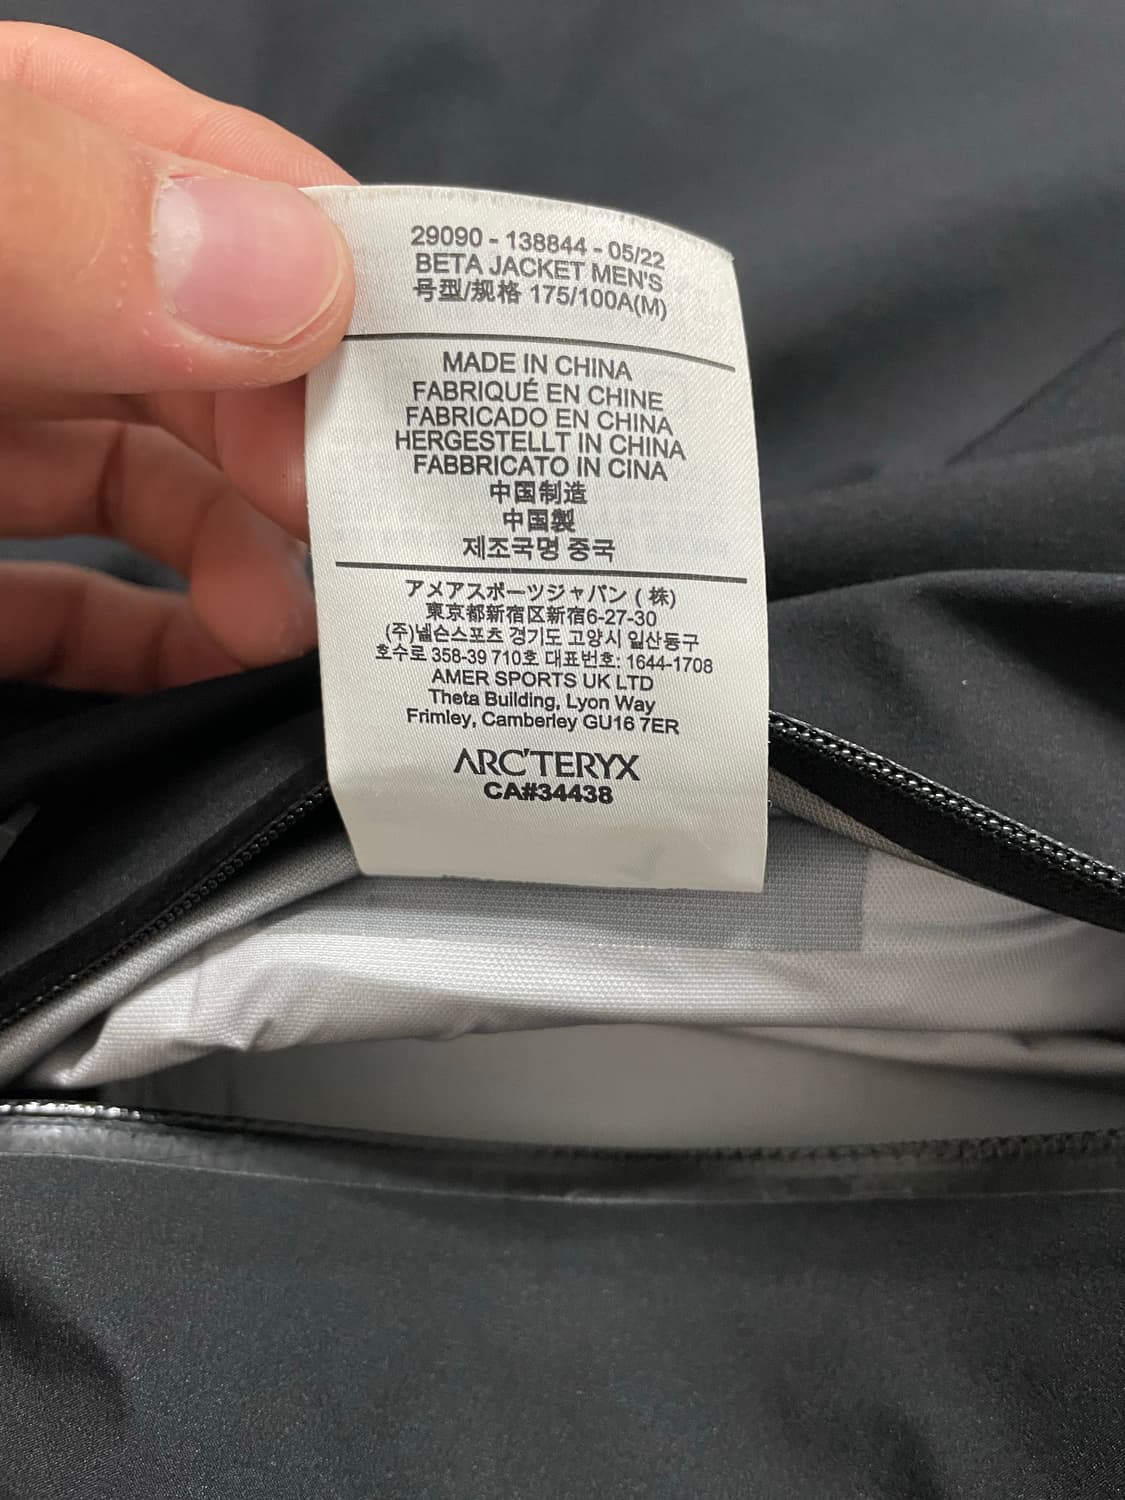 29090 - 138844 - 05/22
BETA JACKET MEN'S
号型/规格 175/100A(M)
MADE IN CHINA
FABRIQUÉ EN CHINE
FABRICADO EN CHINA
HERGESTELLT IN CHINA
FABBRICATO IN CINA
中国制造
中国製
제조국명 중국
アメアスポーツジャパン ( 株)
東京都新宿区新宿6-27-30
(주)넬슨스포츠 경기도 고양시 일산동구
호수로 358-39 710호 대표번호: 1644-1708
AMER SPORTS UK LTD
Theta Building, Lyon Way
Frimley, Camberley GU16 7ER
ARC'TERYX
CA#34438